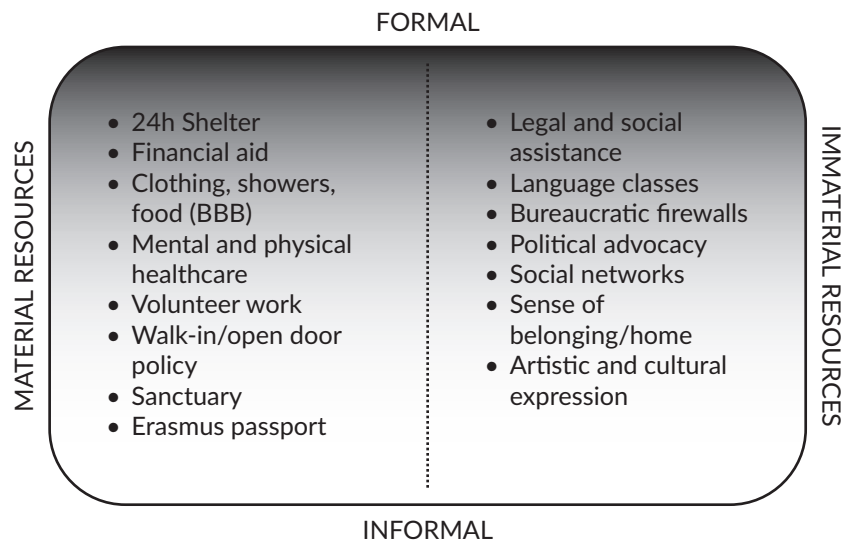 FORMAL
MATERIAL RESOURCES
• 24h Shelter
• Financial aid
• Clothing, showers,
food (BBB)
• Mental and physical
healthcare
• Volunteer work
• Walk-in/open door
policy
• Sanctuary
• Erasmus passport
• Legal and social
assistance
• Language classes
• Bureaucratic firewalls
• Political advocacy
• Social networks
• Sense of
belonging/home
• Artistic and cultural
expression
IMMATERIAL RESOURCES
INFORMAL